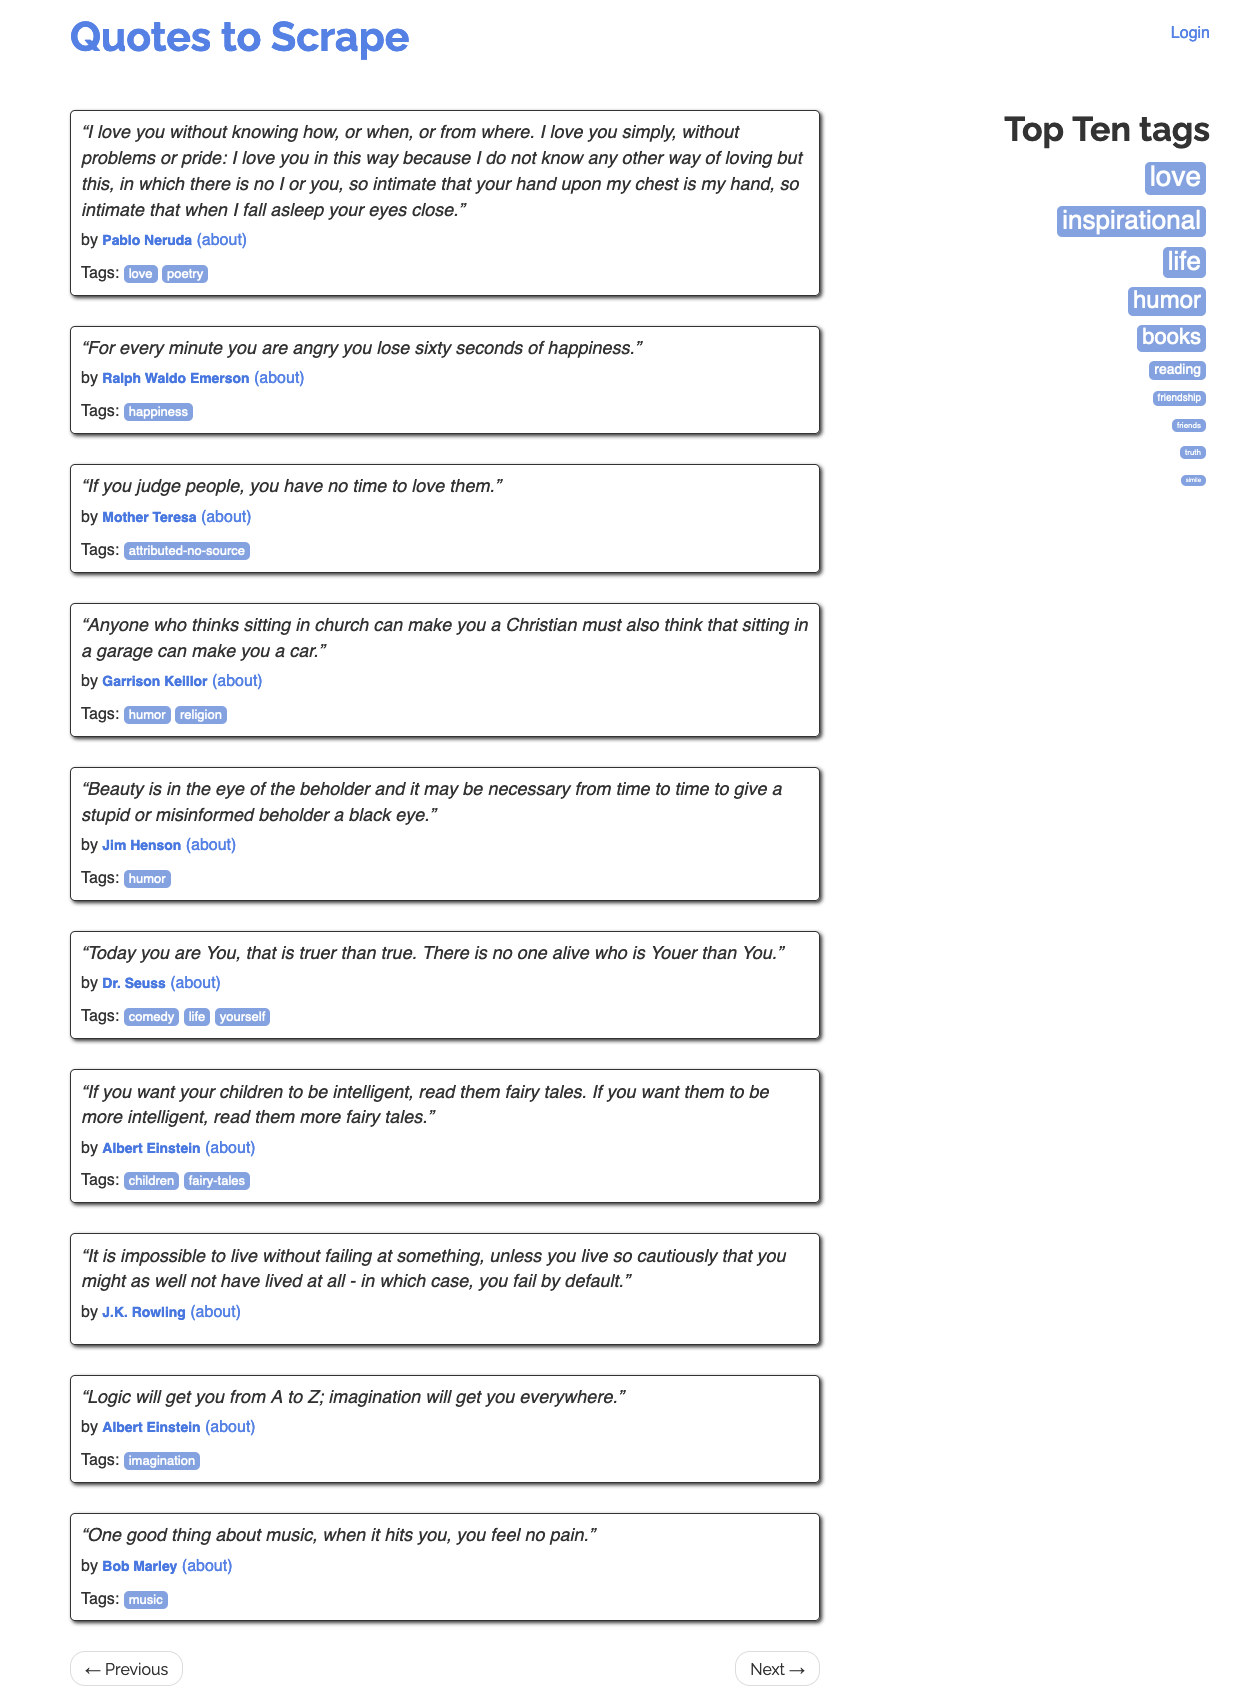 Quotes to Scrape
Login
“I love you without knowing how, or when, or from where. I love you simply, without
problems or pride: I love you in this way because I do not know any other way of loving but
this, in which there is no I or you, so intimate that your hand upon my chest is my hand, so
intimate that when I fall asleep your eyes close.”
by Pablo Neruda (about)
Tags: love poetry
“For every minute you are angry you lose sixty seconds of happiness.”
by Ralph Waldo Emerson (about)
Tags: happiness
“If you judge people, you have no time to love them.”
by Mother Teresa (about)
Tags: attributed-no-source
“Anyone who thinks sitting in church can make you a Christian must also think that sitting in
a garage can make you a car.”
by Garrison Keillor (about)
Tags: humor religion
“Beauty is in the eye of the beholder and it may be necessary from time to time to give a
stupid or misinformed beholder a black eye.”
by Jim Henson (about)
Tags: humor
“Today you are You, that is truer than true. There is no one alive who is Youer than You.”
by Dr. Seuss (about)
Tags: comedy life yourself
“If you want your children to be intelligent, read them fairy tales. If you want them to be
more intelligent, read them more fairy tales.”
by Albert Einstein (about)
Tags: children fairy-tales
“It is impossible to live without failing at something, unless you live so cautiously that you
might as well not have lived at all - in which case, you fail by default.”
by J.K. Rowling (about)
“Logic will get you from A to Z; imagination will get you everywhere.”
by Albert Einstein (about)
Tags: imagination
“One good thing about music, when it hits you, you feel no pain.”
by Bob Marley (about)
Tags: music
← Previous
Next →
Top Ten tags
love
inspirational
life
humor
books
reading
friendship
friends
truth
simile